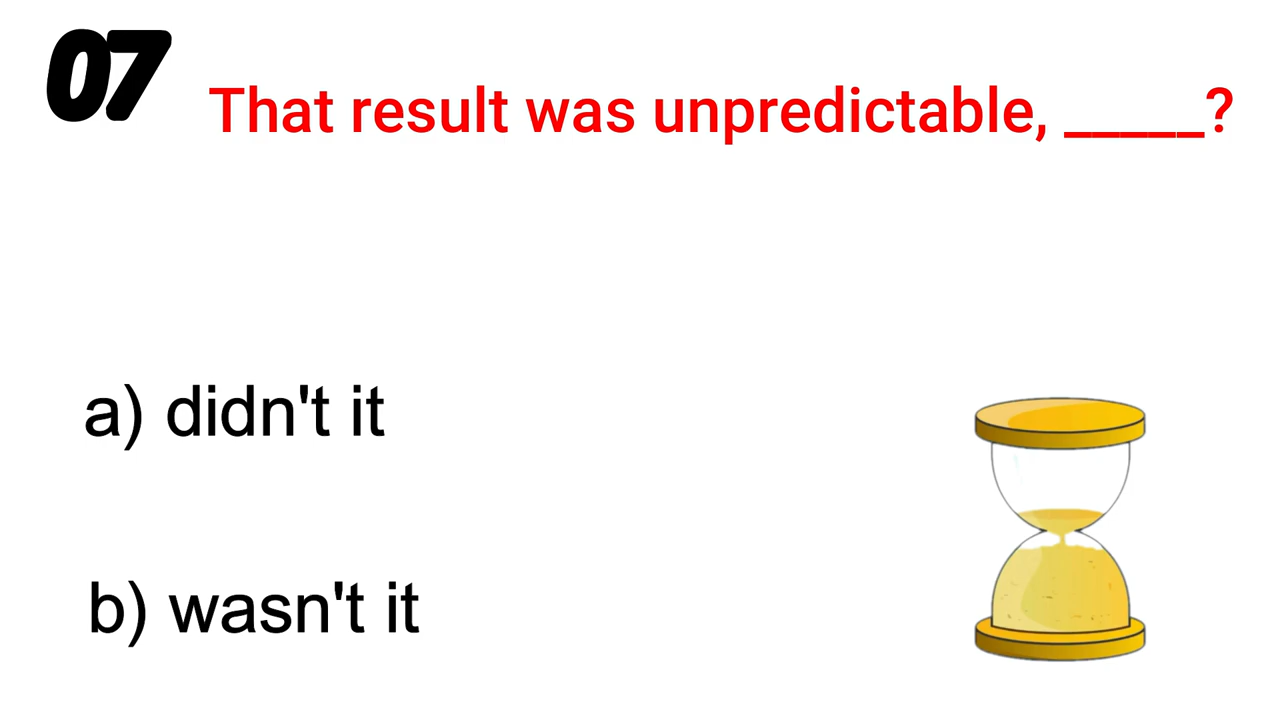 07
That result was unpredictable, _____?
a) didn't it
b) wasn't it